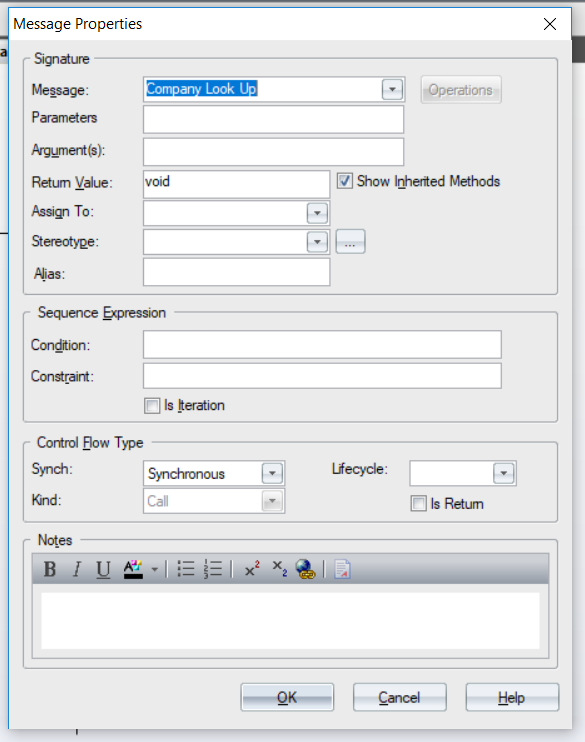 Message Properties
Signature
Message: Company Look Up Operations
Parameters
Argument(s):
Return Value: void Show Inherited Methods
Assign To:
Stereotype: ...
Alias:
Sequence Expression
Condition:
Constraint:
Is Iteration
Control Flow Type
Synch: Synchronous Lifecycle:
Kind: Call Is Return
Notes
B I U A x² x₂
OK Cancel Help